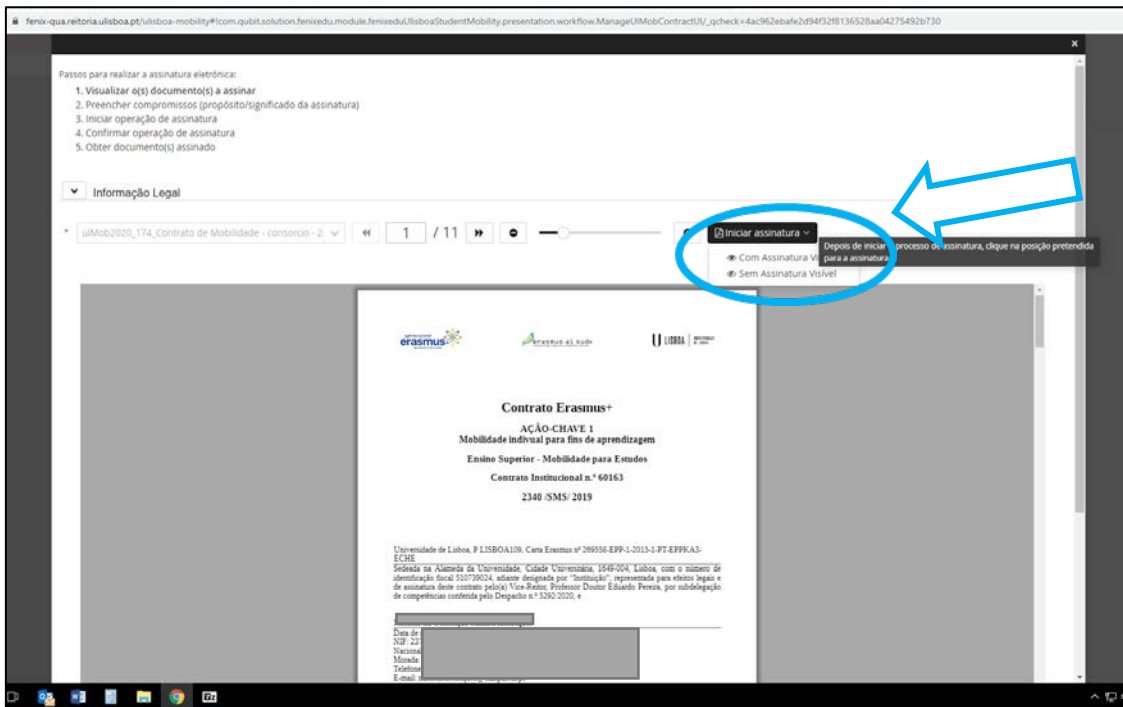 fenix-qua.reitoria.ulisboa.pt/ulisboa-mobility#!com.qubit.solution.fenixedu.module.fenixeduUlisboaStudentMobility.presentation.workflow.ManageUlMobContractUI/_qcheck=4ac962ebafe2d94f32f8136528aa04275492b730
Passos para realizar a assinatura eletrónica:
1. Visualizar o(s) documento(s) a assinar
2. Preencher compromissos (propósito/significado da assinatura)
3. Iniciar operação de assinatura
4. Confirmar operação de assinatura
5. Obter documento(s) assinado
Informação Legal
* ulMob2020_174_Contrato de Mobilidade - consorcio - 2
1 / 11
Iniciar assinatura
Depois de iniciar processo de assinatura, clique na posição pretendida
para a assinatura
Com Assinatura Vi
Sem Assinatura Visível
erasmus
erasmus al sud
U LISBOA
Contrato Erasmus+
AÇÃO-CHAVE 1
Mobilidade indivual para fins de aprendizagem
Ensino Superior - Mobilidade para Estudos
Contrato Institucional n.º 60163
2340 /SMS/ 2019
Universidade de Lisboa, P LISBOA109, Carta Erasmus nº 269558-EPP-1-2013-1-PT-EPPKA3-
ECHE
Sedeada na Alameda da Universidade, Cidade Universitária, 1649-004, Lisboa, com o número de
identificação fiscal 510739024, adiante designada por "Instituição", representada para efeitos legais e
de assinatura deste contrato pelo(a) Vice-Reitor, Professor Doutor Eduardo Pereira, por subdelegação
de competências conferida pelo Despacho n.º 5292/2020, e
Data de
NIF: 23
Nacional
Morada
Telefone
E-mail: